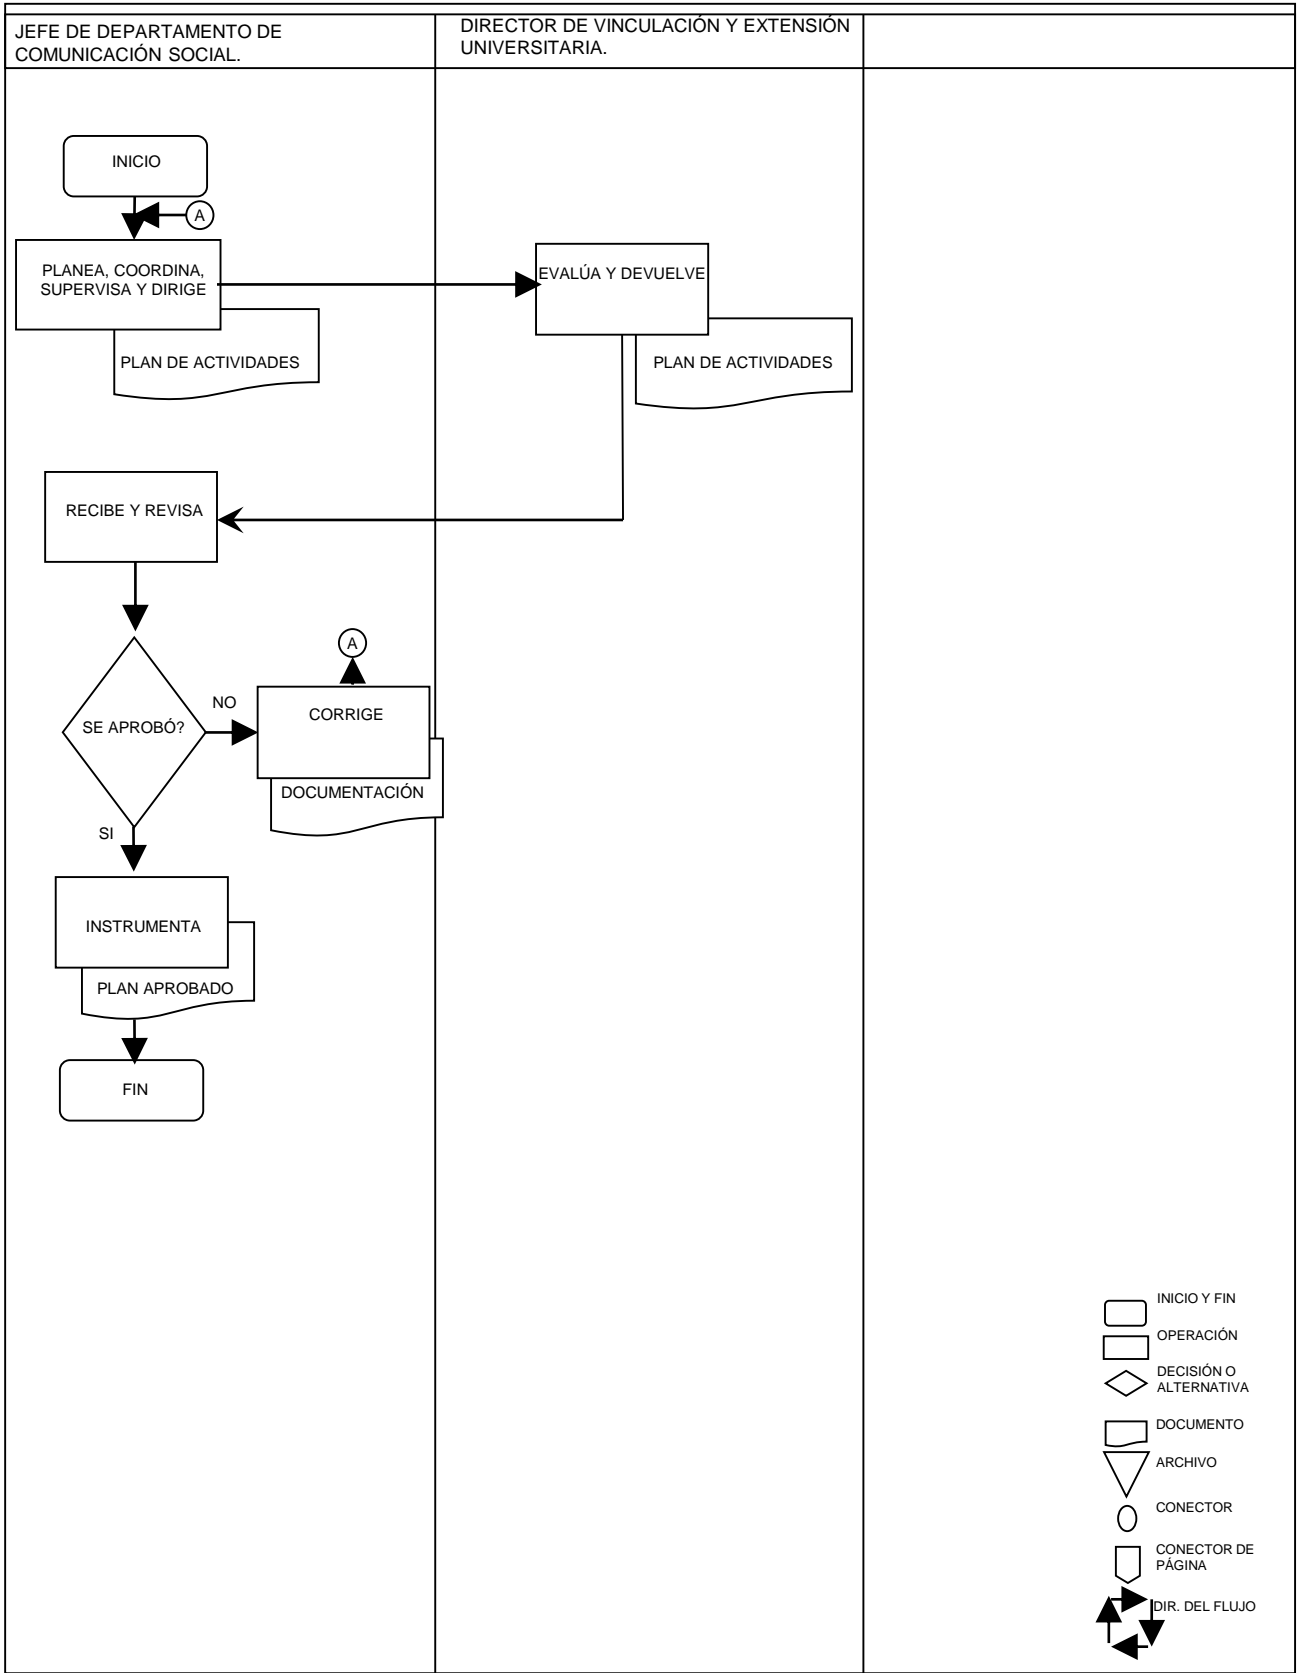 JEFE DE DEPARTAMENTO DE
COMUNICACIÓN SOCIAL.
DIRECTOR DE VINCULACIÓN Y EXTENSIÓN
UNIVERSITARIA.
INICIO
A
PLANEA, COORDINA,
SUPERVISA Y DIRIGE
PLAN DE ACTIVIDADES
EVALÚA Y DEVUELVE
PLAN DE ACTIVIDADES
RECIBE Y REVISA
SE APROBÓ?
NO
A
CORRIGE
DOCUMENTACIÓN
SI
INSTRUMENTA
PLAN APROBADO
FIN
INICIO Y FIN
OPERACIÓN
DECISIÓN O
ALTERNATIVA
DOCUMENTO
ARCHIVO
CONECTOR
CONECTOR DE
PÁGINA
DIR. DEL FLUJO